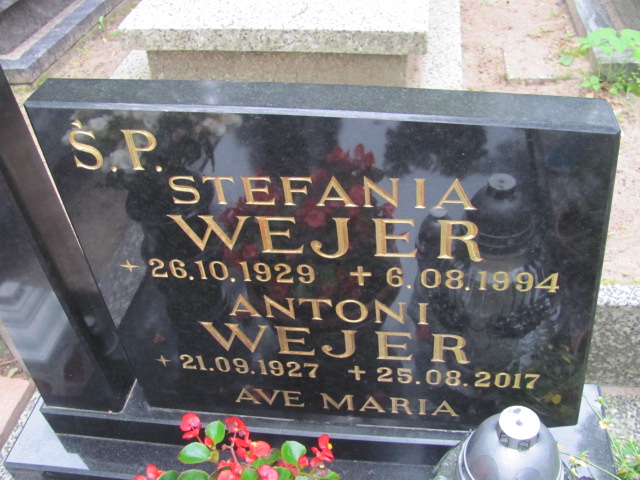 Ś.P.
STEFANIA
WEJER
+26.10.1929 +6.08.1994
ANTONI
WEJER
+21.09.1927 +25.08.2017
AVE MARIA